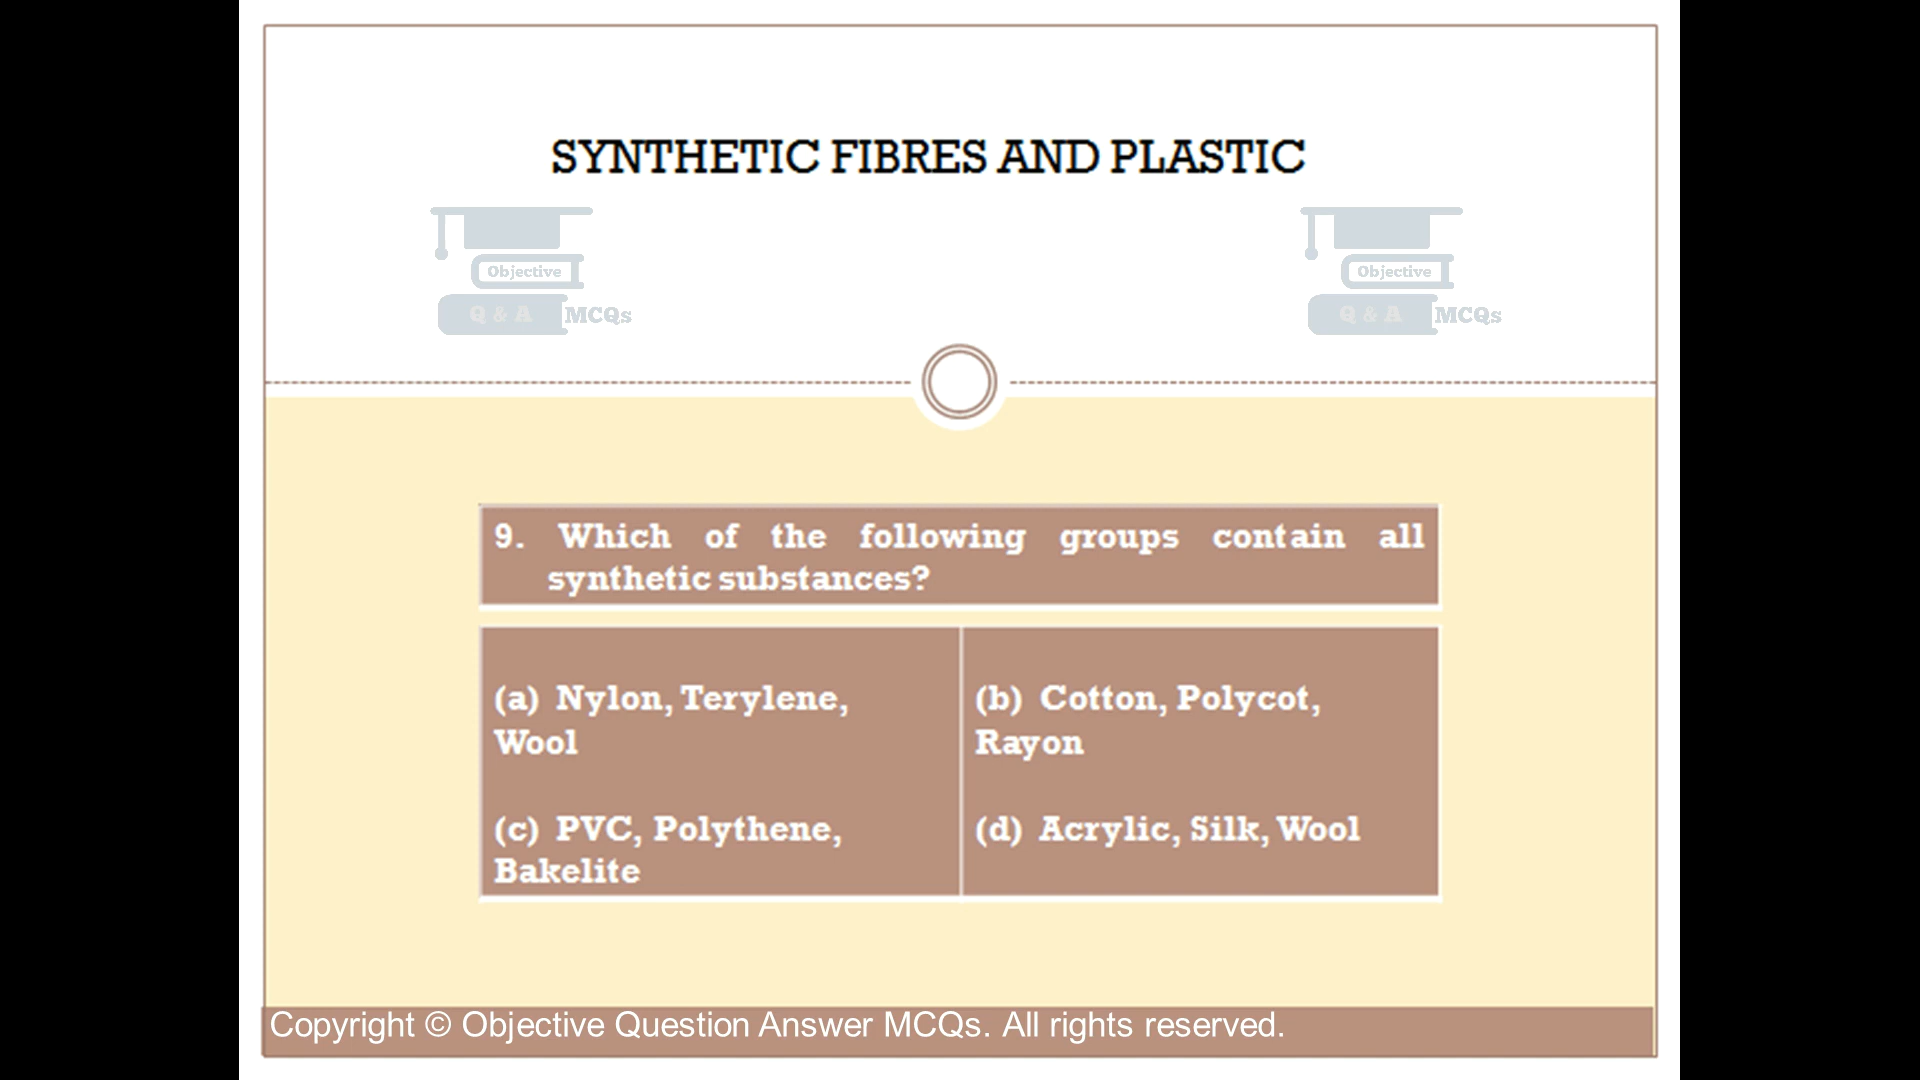 SYNTHETIC FIBRES AND PLASTIC
Objective
Q & A MCQs
Objective
Q & A MCQs
9. Which of the following groups contain all
synthetic substances?
(a) Nylon, Terylene,
Wool
(b) Cotton, Polycot,
Rayon
(c) PVC, Polythene,
Bakelite
(d) Acrylic, Silk, Wool
Copyright © Objective Question Answer MCQs. All rights reserved.